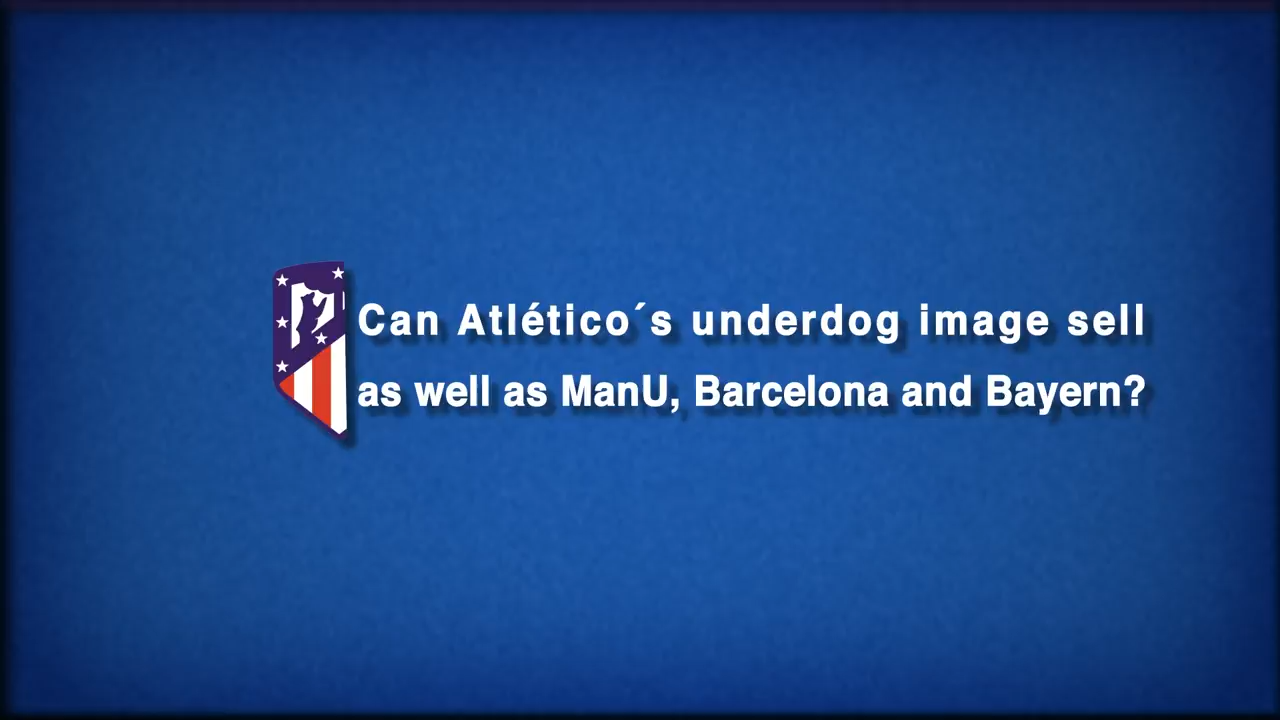 Can Atlético´s underdog image sell
as well as ManU, Barcelona and Bayern?